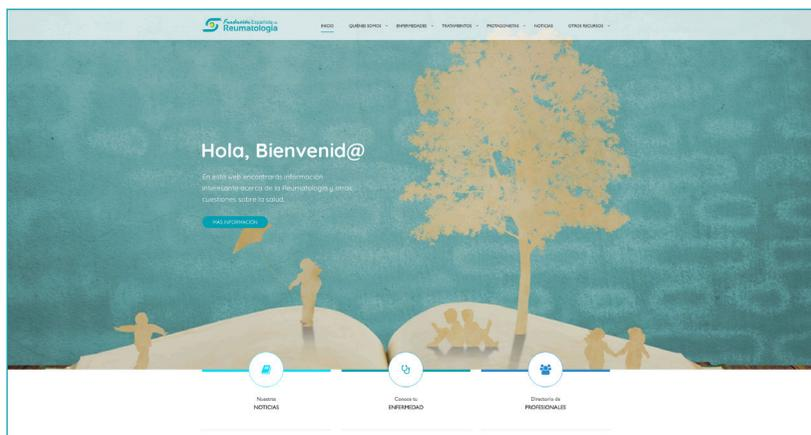 Fundación Española de
Reumatología
INICIO QUIÉNES SOMOS ENFERMEDADES TRATAMIENTOS PROTAGONISTAS NOTICIAS OTROS RECURSOS
Hola, Bienvenid@
En esta web encontrarás información
interesante acerca de la Reumatología y otras
cuestiones sobre la salud.
MÁS INFORMACIÓN
Nuestras
NOTICIAS
Conoce tu
ENFERMEDAD
Directorio de
PROFESIONALES